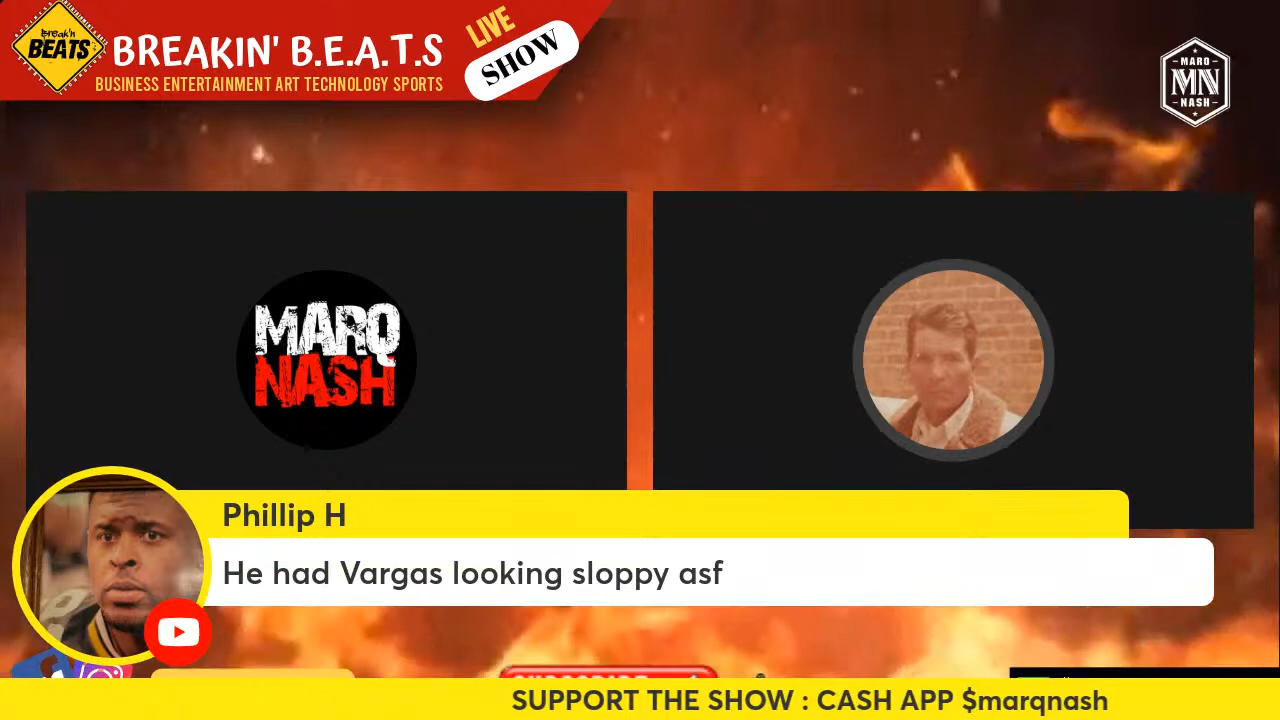 Break'n
BEATS
BREAKIN' B.E.A.T.S
BUSINESS ENTERTAINMENT ART TECHNOLOGY SPORTS
LIVE
SHOW
MARQ
MN
NASH
MARQ
NASH
Phillip H
He had Vargas looking sloppy asf
SUBSCRIBE
SUPPORT THE SHOW : CASH APP $marqnash